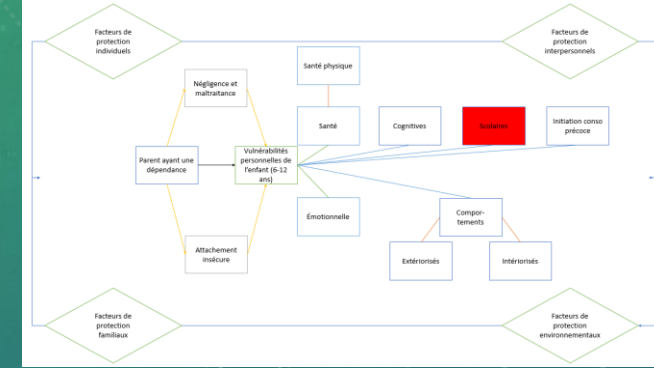 Facteurs de
protection
individuels
Facteurs de
protection
interpersonnels
Santé physique
Négligence et
maltraitance
Santé
Cognitives
Scolaires
Initiation conso
précoce
Parent ayant une
dépendance
Vulnérabilités
personnelles de
l'enfant (6-12
ans)
Émotionnelle
Compor-
tements
Attachement
insécure
Extériorisés
Intériorisés
Facteurs de
protection
familiaux
Facteurs de
protection
environnementaux